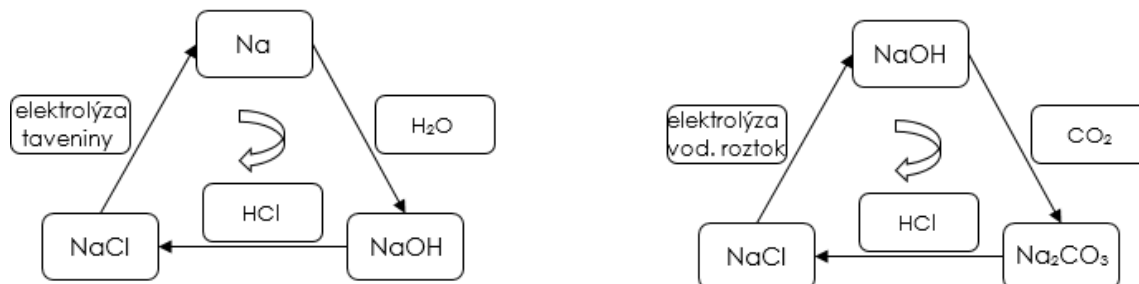 Na
elektrolýza
taveniny
H₂O
HCl
NaCl
NaOH
NaOH
elektrolýza
vod. roztok
CO₂
HCl
NaCl
Na₂CO₃